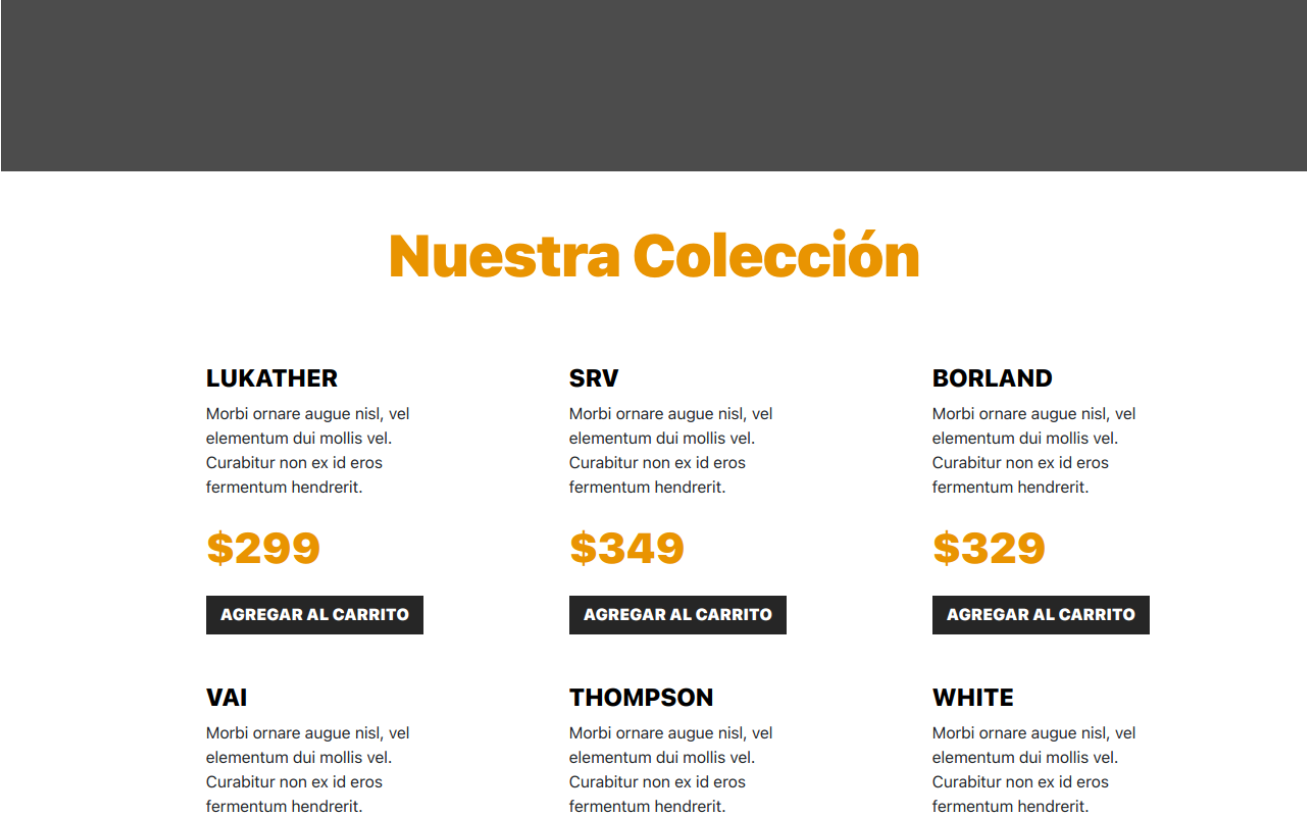 Nuestra Colección
LUKATHER
Morbi ornare augue nisl, vel
elementum dui mollis vel.
Curabitur non ex id eros
fermentum hendrerit.
$299
AGREGAR AL CARRITO
SRV
Morbi ornare augue nisl, vel
elementum dui mollis vel.
Curabitur non ex id eros
fermentum hendrerit.
$349
AGREGAR AL CARRITO
BORLAND
Morbi ornare augue nisl, vel
elementum dui mollis vel.
Curabitur non ex id eros
fermentum hendrerit.
$329
AGREGAR AL CARRITO
VAI
Morbi ornare augue nisl, vel
elementum dui mollis vel.
Curabitur non ex id eros
fermentum hendrerit.
THOMPSON
Morbi ornare augue nisl, vel
elementum dui mollis vel.
Curabitur non ex id eros
fermentum hendrerit.
WHITE
Morbi ornare augue nisl, vel
elementum dui mollis vel.
Curabitur non ex id eros
fermentum hendrerit.